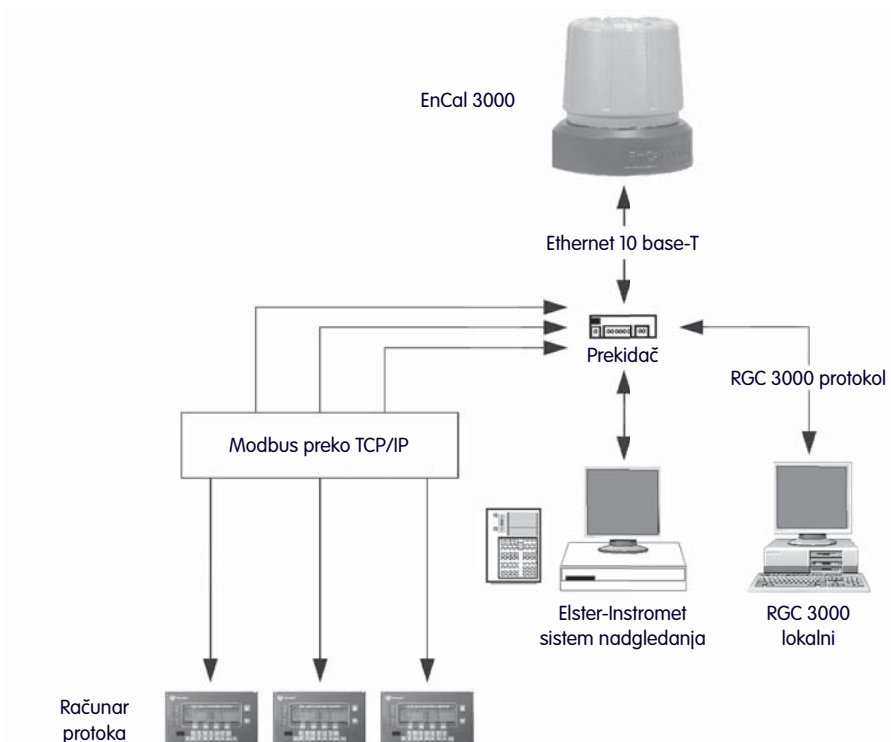 EnCal 3000
Ethernet 10 base-T
Prekidač
RGC 3000 protokol
Modbus preko TCP/IP
Elster-Instromet
sistem nadgledanja
RGC 3000
lokalni
Računar
protoka